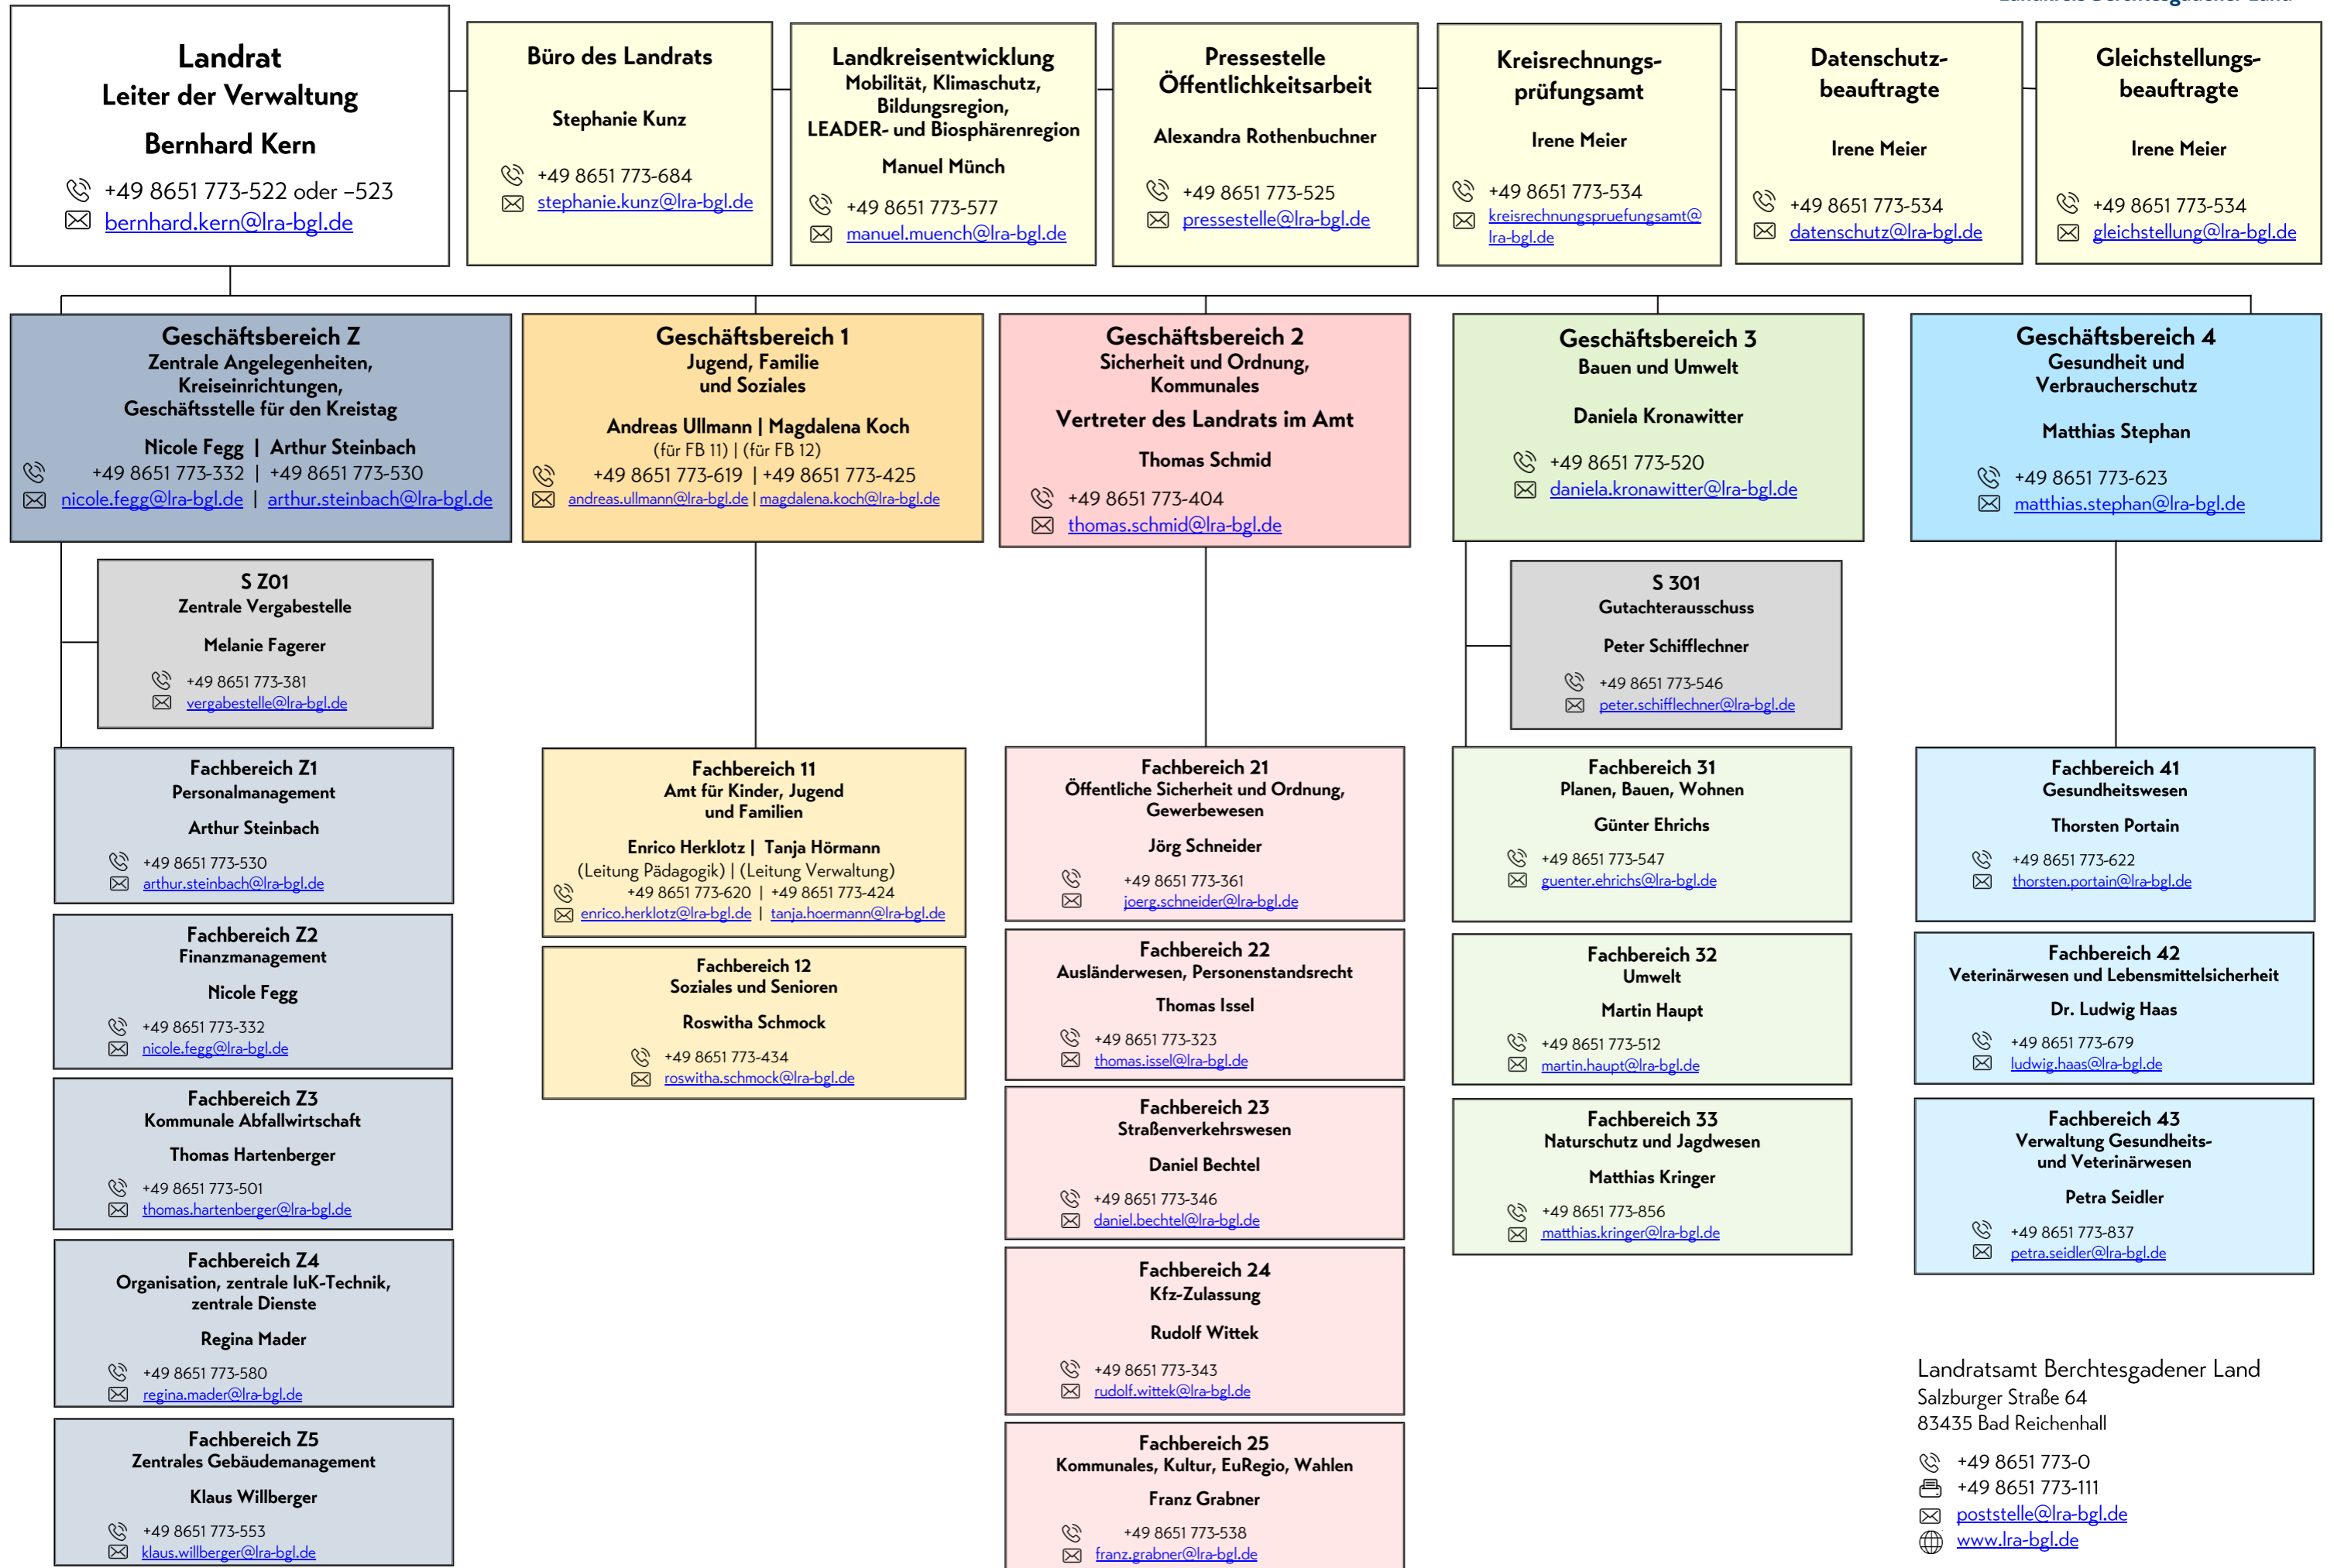 Landrat
Leiter der Verwaltung
Bernhard Kern
+49 8651 773-522 oder –523
bernhard.kern@lra-bgl.de
Büro des Landrats
Stephanie Kunz
+49 8651 773-684
stephanie.kunz@lra-bgl.de
Landkreisentwicklung
Mobilität, Klimaschutz,
Bildungsregion,
LEADER- und Biosphärenregion
Manuel Münch
+49 8651 773-577
manuel.muench@lra-bgl.de
Pressestelle
Öffentlichkeitsarbeit
Alexandra Rothenbuchner
+49 8651 773-525
pressestelle@lra-bgl.de
Kreisrechnungs-
prüfungsamt
Irene Meier
+49 8651 773-534
kreisrechnungspruefungsamt@
lra-bgl.de
Datenschutz-
beauftragte
Irene Meier
+49 8651 773-534
datenschutz@lra-bgl.de
Gleichstellungs-
beauftragte
Irene Meier
+49 8651 773-534
gleichstellung@lra-bgl.de
Geschäftsbereich Z
Zentrale Angelegenheiten,
Kreiseinrichtungen,
Geschäftsstelle für den Kreistag
Nicole Fegg | Arthur Steinbach
+49 8651 773-332 | +49 8651 773-530
nicole.fegg@lra-bgl.de | arthur.steinbach@lra-bgl.de
Geschäftsbereich 1
Jugend, Familie
und Soziales
Andreas Ullmann | Magdalena Koch
(für FB 11) | (für FB 12)
+49 8651 773-619 | +49 8651 773-425
andreas.ullmann@lra-bgl.de | magdalena.koch@lra-bgl.de
Geschäftsbereich 2
Sicherheit und Ordnung,
Kommunales
Vertreter des Landrats im Amt
Thomas Schmid
+49 8651 773-404
thomas.schmid@lra-bgl.de
Geschäftsbereich 3
Bauen und Umwelt
Daniela Kronawitter
+49 8651 773-520
daniela.kronawitter@lra-bgl.de
Geschäftsbereich 4
Gesundheit und
Verbraucherschutz
Matthias Stephan
+49 8651 773-623
matthias.stephan@lra-bgl.de
S Z01
Zentrale Vergabestelle
Melanie Fagerer
+49 8651 773-381
vergabestelle@lra-bgl.de
S 301
Gutachterausschuss
Peter Schifflechner
+49 8651 773-546
peter.schifflechner@lra-bgl.de
Fachbereich Z1
Personalmanagement
Arthur Steinbach
+49 8651 773-530
arthur.steinbach@lra-bgl.de
Fachbereich Z2
Finanzmanagement
Nicole Fegg
+49 8651 773-332
nicole.fegg@lra-bgl.de
Fachbereich Z3
Kommunale Abfallwirtschaft
Thomas Hartenberger
+49 8651 773-501
thomas.hartenberger@lra-bgl.de
Fachbereich Z4
Organisation, zentrale IuK-Technik,
zentrale Dienste
Regina Mader
+49 8651 773-580
regina.mader@lra-bgl.de
Fachbereich Z5
Zentrales Gebäudemanagement
Klaus Willberger
+49 8651 773-553
klaus.willberger@lra-bgl.de
Fachbereich 11
Amt für Kinder, Jugend
und Familien
Enrico Herklotz | Tanja Hörmann
(Leitung Pädagogik) | (Leitung Verwaltung)
+49 8651 773-620 | +49 8651 773-424
enrico.herklotz@lra-bgl.de | tanja.hoermann@lra-bgl.de
Fachbereich 12
Soziales und Senioren
Roswitha Schmock
+49 8651 773-434
roswitha.schmock@lra-bgl.de
Fachbereich 21
Öffentliche Sicherheit und Ordnung,
Gewerbewesen
Jörg Schneider
+49 8651 773-361
joerg.schneider@lra-bgl.de
Fachbereich 22
Ausländerwesen, Personenstandsrecht
Thomas Issel
+49 8651 773-323
thomas.issel@lra-bgl.de
Fachbereich 23
Straßenverkehrswesen
Daniel Bechtel
+49 8651 773-346
daniel.bechtel@lra-bgl.de
Fachbereich 24
Kfz-Zulassung
Rudolf Wittek
+49 8651 773-343
rudolf.wittek@lra-bgl.de
Fachbereich 25
Kommunales, Kultur, EuRegio, Wahlen
Franz Grabner
+49 8651 773-538
franz.grabner@lra-bgl.de
Fachbereich 31
Planen, Bauen, Wohnen
Günter Ehrichs
+49 8651 773-547
guenter.ehrichs@lra-bgl.de
Fachbereich 32
Umwelt
Martin Haupt
+49 8651 773-512
martin.haupt@lra-bgl.de
Fachbereich 33
Naturschutz und Jagdwesen
Matthias Kringer
+49 8651 773-856
matthias.kringer@lra-bgl.de
Fachbereich 41
Gesundheitswesen
Thorsten Portain
+49 8651 773-622
thorsten.portain@lra-bgl.de
Fachbereich 42
Veterinärwesen und Lebensmittelsicherheit
Dr. Ludwig Haas
+49 8651 773-679
ludwig.haas@lra-bgl.de
Fachbereich 43
Verwaltung Gesundheits-
und Veterinärwesen
Petra Seidler
+49 8651 773-837
petra.seidler@lra-bgl.de
Landratsamt Berchtesgadener Land
Salzburger Straße 64
83435 Bad Reichenhall
+49 8651 773-0
+49 8651 773-111
poststelle@lra-bgl.de
www.lra-bgl.de